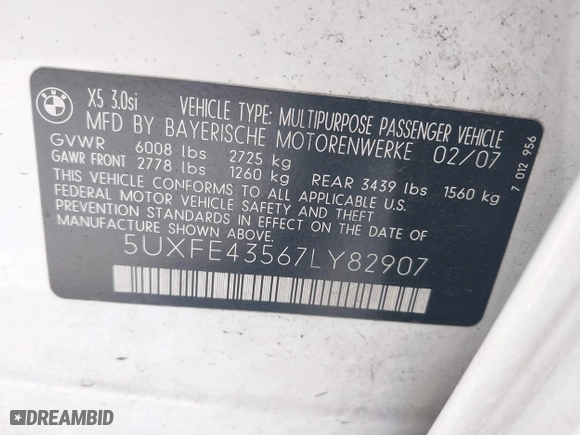 BMW
X5 3.0si VEHICLE TYPE: MULTIPURPOSE PASSENGER VEHICLE
MFD BY BAYERISCHE MOTORENWERKE 02/07
GVWR 6008 lbs 2725 kg
GAWR FRONT 2778 lbs 1260 kg REAR 3439 lbs 1560 kg
THIS VEHICLE CONFORMS TO ALL APPLICABLE U.S.
FEDERAL MOTOR VEHICLE SAFETY AND THEFT
PREVENTION STANDARDS IN EFFECT ON THE DATE OF
MANUFACTURE SHOWN ABOVE.
5UXFE43567LY82907
7 012 956
DREAMBID